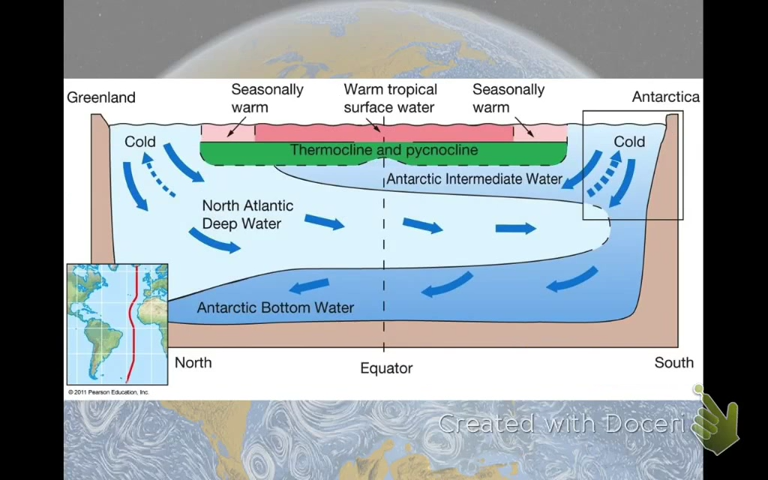 Greenland
Seasonally
warm
Warm tropical
surface water
Seasonally
warm
Antarctica
Cold
Thermocline and pycnocline
Cold
Antarctic Intermediate Water
North Atlantic
Deep Water
Antarctic Bottom Water
North
Equator
South
© 2011 Pearson Education, Inc.
Created with Doceri